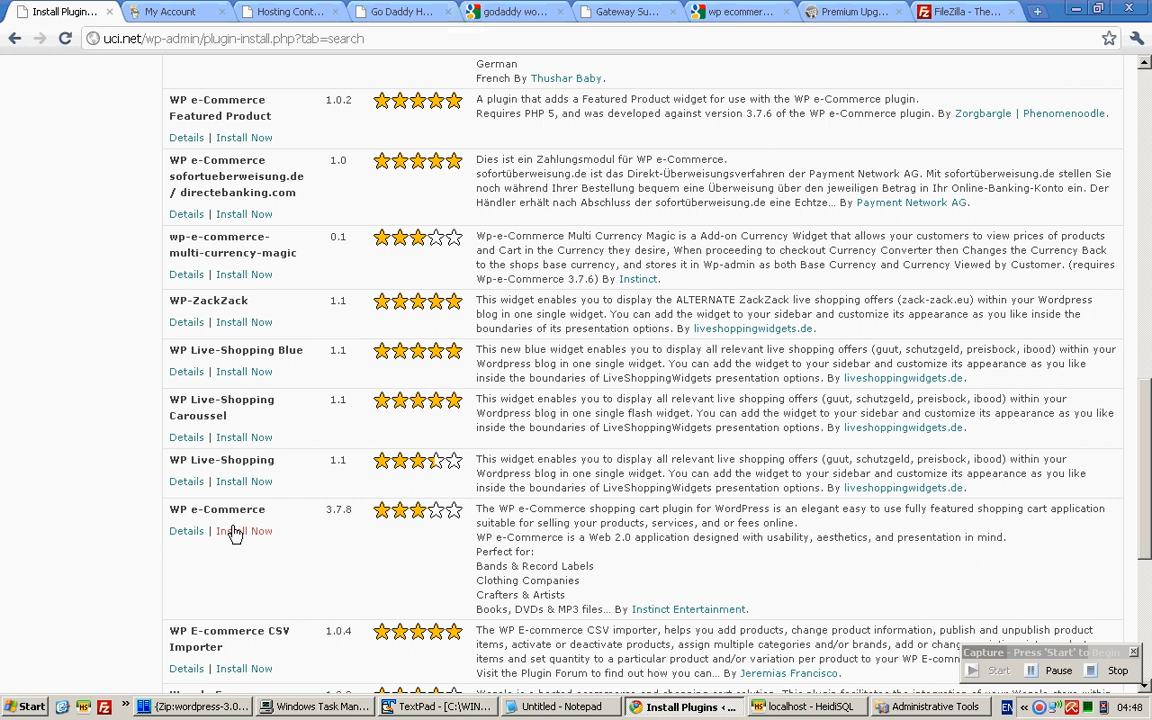 Install Plugin...
My Account
Hosting Cont...
Go Daddy H...
godaddy wo...
Gateway Su...
wp ecommer...
Premium Upg...
FileZilla - The...
uci.net/wp-admin/plugin-install.php?tab=search
German
French By Thushar Baby.
WP e-Commerce Featured Product
1.0.2
A plugin that adds a Featured Product widget for use with the WP e-Commerce plugin.
Requires PHP 5, and was developed against version 3.7.6 of the WP e-Commerce plugin. By Zorgbargle | Phenomenoodle.
Details | Install Now
WP e-Commerce
sofortueberweisung.de
/ directebanking.com
1.0
Dies ist ein Zahlungsmodul für WP e-Commerce.
sofortüberweisung.de ist das Direkt-Überweisungsverfahren der Payment Network AG. Mit sofortüberweisung.de stellen Sie
noch während Ihrer Bestellung bequem eine Überweisung über den jeweiligen Betrag in Ihr Online-Banking-Konto ein. Der
Händler erhält nach Abschluss der sofortüberweisung.de eine Echtze... By Payment Network AG.
Details | Install Now
wp-e-commerce-
multi-currency-magic
0.1
Wp-e-Commerce Multi Currency Magic is a Add-on Currency Widget that allows your customers to view prices of products
and Cart in the Currency they desire, When proceeding to checkout Currency Converter then Changes the Currency Back
to the shops base currency, and stores it in Wp-admin as both Base Currency and Currency Viewed by Customer. (requires
Wp-e-Commerce 3.7.6) By Instinct.
Details | Install Now
WP-ZackZack
1.1
This widget enables you to display the ALTERNATE ZackZack live shopping offers (zack-zack.eu) within your Wordpress
blog in one single widget. You can add the widget to your sidebar and customize its appearance as you like inside the
boundaries of its presentation options. By liveshoppingwidgets.de.
Details | Install Now
WP Live-Shopping Blue
1.1
This new blue widget enables you to display all relevant live shopping offers (guut, schutzgeld, preisbock, ibood) within your
Wordpress blog in one single widget. You can add the widget to your sidebar and customize its appearance as you like
inside the boundaries of LiveShoppingWidgets presentation options. By liveshoppingwidgets.de.
Details | Install Now
WP Live-Shopping
Caroussel
1.1
This widget enables you to display all relevant live shopping offers (guut, schutzgeld, preisbock, ibood) within your
Wordpress blog in one single flash widget. You can add the widget to your sidebar and customize its appearance as you like
inside the boundaries of LiveShoppingWidgets presentation options. By liveshoppingwidgets.de.
Details | Install Now
WP Live-Shopping
1.1
This widget enables you to display all relevant live shopping offers (guut, schutzgeld, preisbock, ibood) within your
Wordpress blog in one single widget. You can add the widget to your sidebar and customize its appearance as you like
inside the boundaries of LiveShoppingWidgets presentation options. By liveshoppingwidgets.de.
Details | Install Now
WP e-Commerce
3.7.8
The WP e-Commerce shopping cart plugin for WordPress is an elegant easy to use fully featured shopping cart application
suitable for selling your products, services, and or fees online.
WP e-Commerce is a Web 2.0 application designed with usability, aesthetics, and presentation in mind.
Perfect for:
Bands & Record Labels
Clothing Companies
Crafters & Artists
Books, DVDs & MP3 files... By Instinct Entertainment.
Details | Install Now
WP E-commerce CSV
Importer
1.0.4
The WP E-commerce CSV importer, helps you add products, change product information, publish and unpublish product
items, activate or deactivate products, assign multiple categories and/or brands, add or chan
items and set quantity to a particular product and/or variation per product to your WP E-com
Visit the Plugin Forum to find out how you can... By Jeremias Francisco.
Details | Install Now
Capture - Press 'Start' to Begin
Start
Pause
Stop
Start
{Zip:wordpress-3.0....
Windows Task Man...
TextPad - [C:\WIN...
Untitled - Notepad
Install Plugins ‹ ...
localhost - HeidiSQL
Administrative Tools
EN
04:48